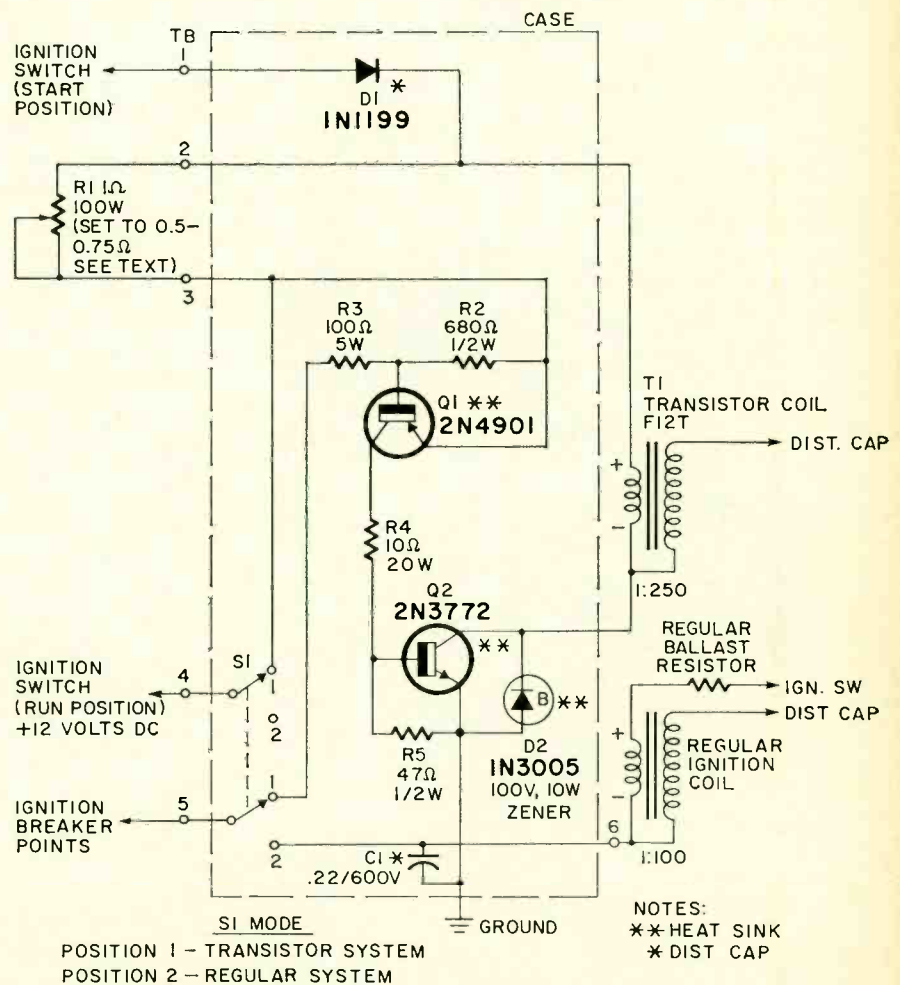 CASE
TB
1
IGNITION
SWITCH
(START
POSITION)
D1 *
1N1199
2
R1 1Ω
100W
(SET TO 0.5-
0.75Ω
SEE TEXT)
3
R3
100Ω
5W
R2
680Ω
1/2W
Q1 **
2N4901
T1
TRANSISTOR COIL
F12T
DIST. CAP
+
-
1:250
R4
10Ω
20W
Q2
2N3772
**
B
**
D2
1N3005
100V, 10W
ZENER
R5
47Ω
1/2W
REGULAR
BALLAST
RESISTOR
IGN. SW
DIST CAP
+
-
REGULAR
IGNITION
COIL
1:100
IGNITION
SWITCH
(RUN POSITION)
+12 VOLTS DC
4
S1
1
2
IGNITION
BREAKER
POINTS
5
1
2
6
C1 *
.22/600V
GROUND
S1 MODE
POSITION 1 - TRANSISTOR SYSTEM
POSITION 2 - REGULAR SYSTEM
NOTES:
** HEAT SINK
* DIST CAP